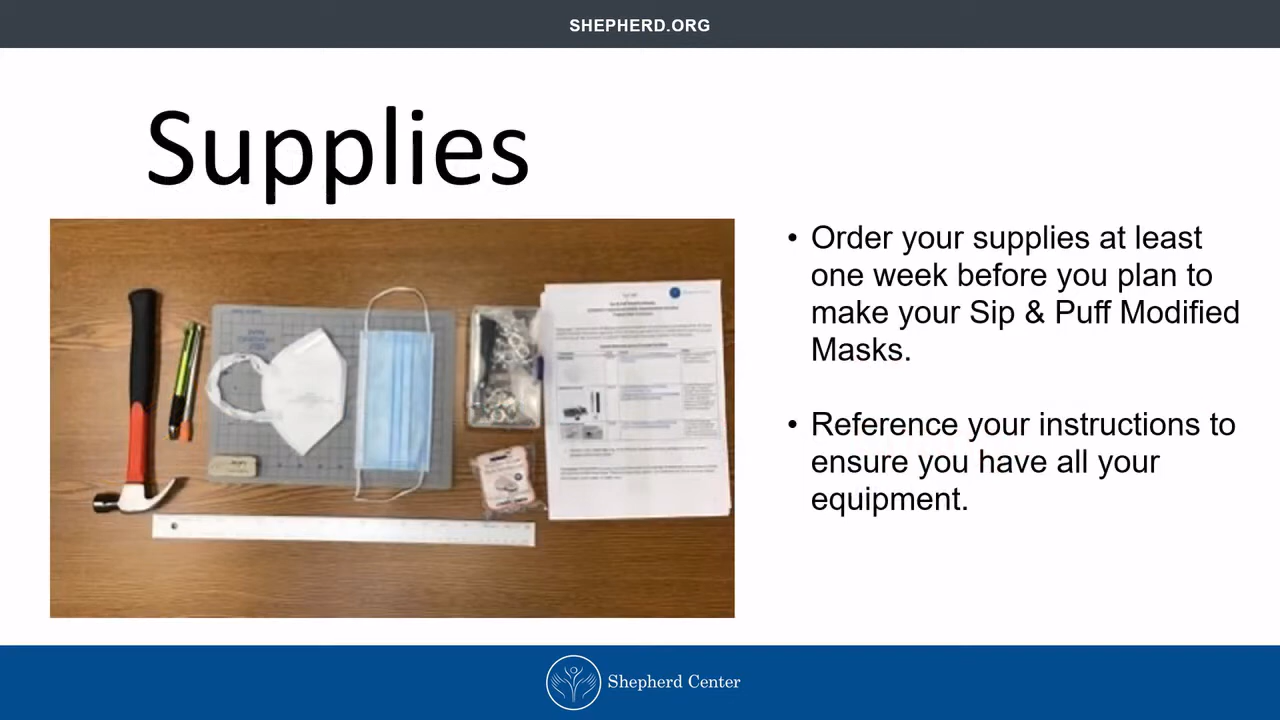 SHEPHERD.ORG
Supplies
• Order your supplies at least
one week before you plan to
make your Sip & Puff Modified
Masks.
• Reference your instructions to
ensure you have all your
equipment.
Shepherd Center